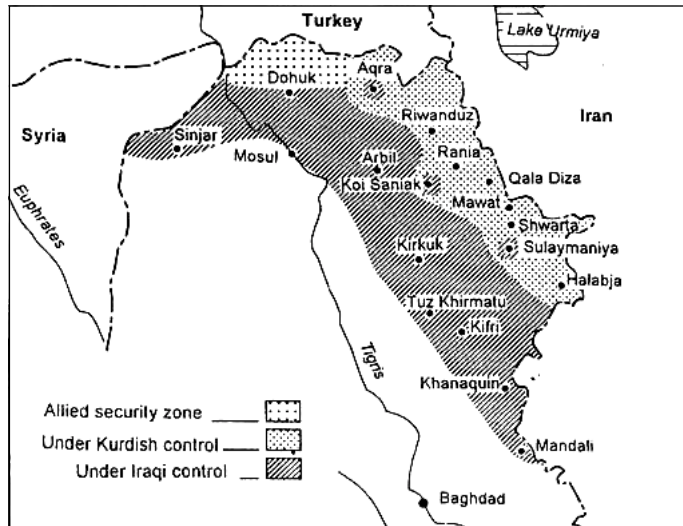 Turkey
Lake Urmiya
Dohuk
Aqra
Riwanduz
Iran
Syria
Sinjar
Mosul
Arbil
Rania
Koi Saniak
Qala Diza
Mawat
Shwarta
Euphrates
Kirkuk
Sulaymaniya
Halabja
Tuz Khirmatu
Kifri
Tigris
Khanaquin
Allied security zone
Under Kurdish control
Under Iraqi control
Mandali
Baghdad